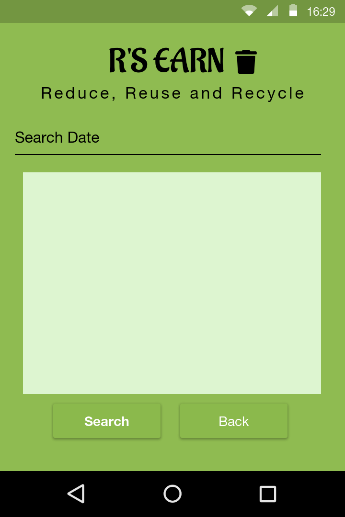 16:29
R'S EARN
Reduce, Reuse and Recycle
Search Date
Search
Back